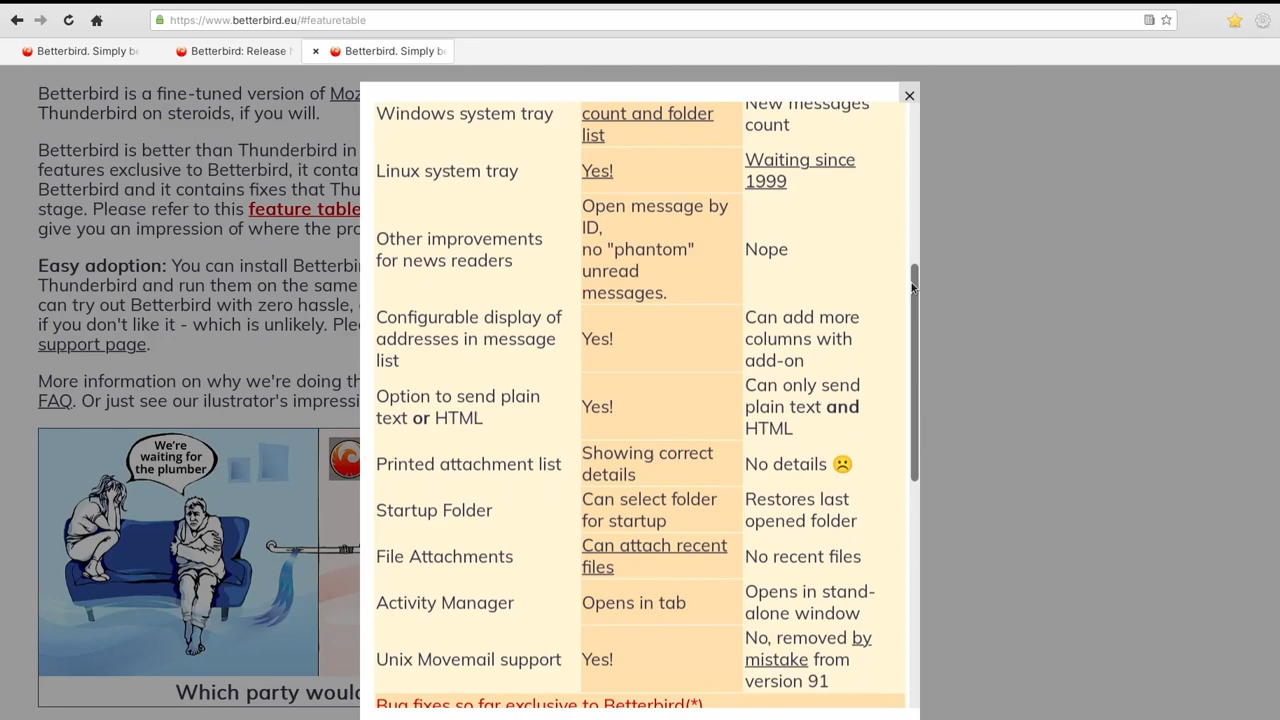 https://www.betterbird.eu/#featuretable
Betterbird. Simply be
Betterbird: Release
Betterbird. Simply be
Betterbird is a fine-tuned version of Moz
Thunderbird on steroids, if you will.
Betterbird is better than Thunderbird in
features exclusive to Betterbird, it conta
Betterbird and it contains fixes that Thu
stage. Please refer to this feature table
give you an impression of where the pro
Easy adoption: You can install Betterbi
Thunderbird and run them on the same
can try out Betterbird with zero hassle,
if you don't like it - which is unlikely. Ple
support page.
More information on why we're doing th
FAQ. Or just see our ilustrator's impressi
We're
waiting for
the plumber
Which party would
Windows system tray
count and folder
list
New messages
count
Linux system tray
Yes!
Waiting since
1999
Other improvements
for news readers
Open message by
ID,
no "phantom"
unread
messages.
Nope
Configurable display of
addresses in message
list
Yes!
Can add more
columns with
add-on
Option to send plain
text or HTML
Yes!
Can only send
plain text and
HTML
Printed attachment list
Showing correct
details
No details ☹️
Startup Folder
Can select folder
for startup
Restores last
opened folder
File Attachments
Can attach recent
files
No recent files
Activity Manager
Opens in tab
Opens in stand-
alone window
Unix Movemail support
Yes!
No, removed by
mistake from
version 91
Bug fixes so far exclusive to Betterbird(*)